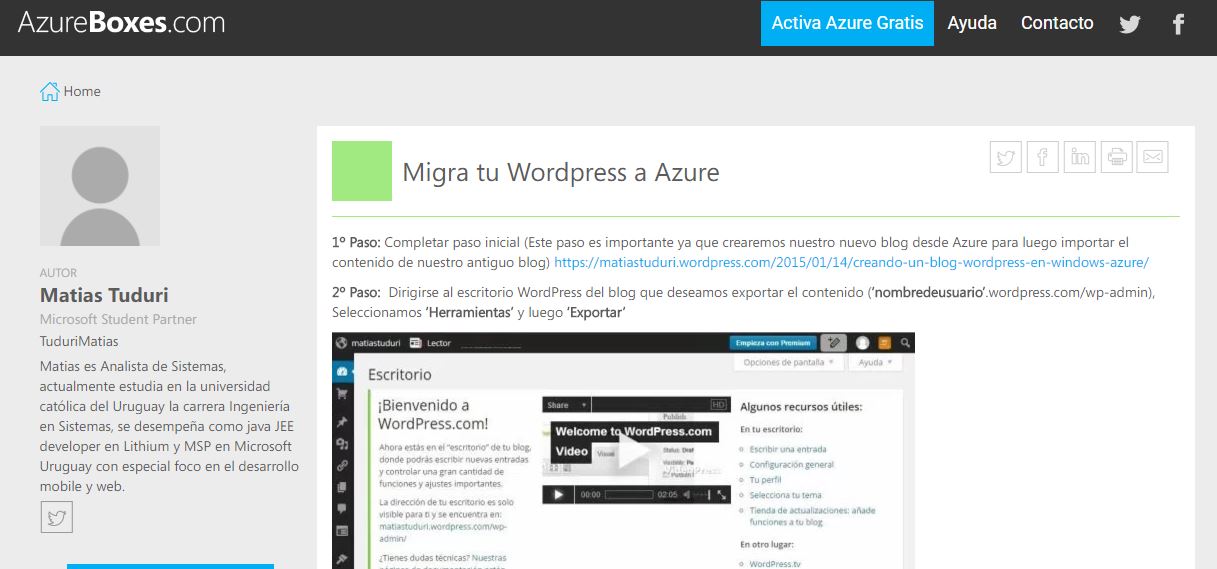 AzureBoxes.com
Activa Azure Gratis
Ayuda
Contacto
Home
AUTOR
Matias Tuduri
Microsoft Student Partner
TuduriMatias
Matias es Analista de Sistemas,
actualmente estudia en la universidad
católica del Uruguay la carrera Ingeniería
en Sistemas, se desempeña como java JEE
developer en Lithium y MSP en Microsoft
Uruguay con especial foco en el desarrollo
mobile y web.
Migra tu Wordpress a Azure
1º Paso: Completar paso inicial (Este paso es importante ya que crearemos nuestro nuevo blog desde Azure para luego importar el
contenido de nuestro antiguo blog) https://matiastuduri.wordpress.com/2015/01/14/creando-un-blog-wordpress-en-windows-azure/
2º Paso: Dirigirse al escritorio WordPress del blog que deseamos exportar el contenido ('nombredeusuario'.wordpress.com/wp-admin),
Seleccionamos 'Herramientas' y luego 'Exportar'
matiastuduri
Lector
Empieza con Premium
Opciones de pantalla
Ayuda
Escritorio
¡Bienvenido a
WordPress.com!
Ahora estás en el "escritorio" de tu blog,
donde podrás escribir nuevas entradas
y controlar una gran cantidad de
funciones y ajustes importantes.
La dirección de tu escritorio es solo
visible para ti y se encuentra en:
matiastuduri.wordpress.com/wp-
admin/
¿Tienes dudas técnicas? Nuestras
Share
HD
Publish
Welcome to WordPress.com
Video
Visual
Status: Draf
VideoPress
00:00
02:05
Algunos recursos útiles:
En tu escritorio:
Escribir una entrada
Configuración general
Tu perfil
Selecciona tu tema
Tienda de actualizaciones: añade
funciones a tu blog
En otro lugar:
WordPress.tv